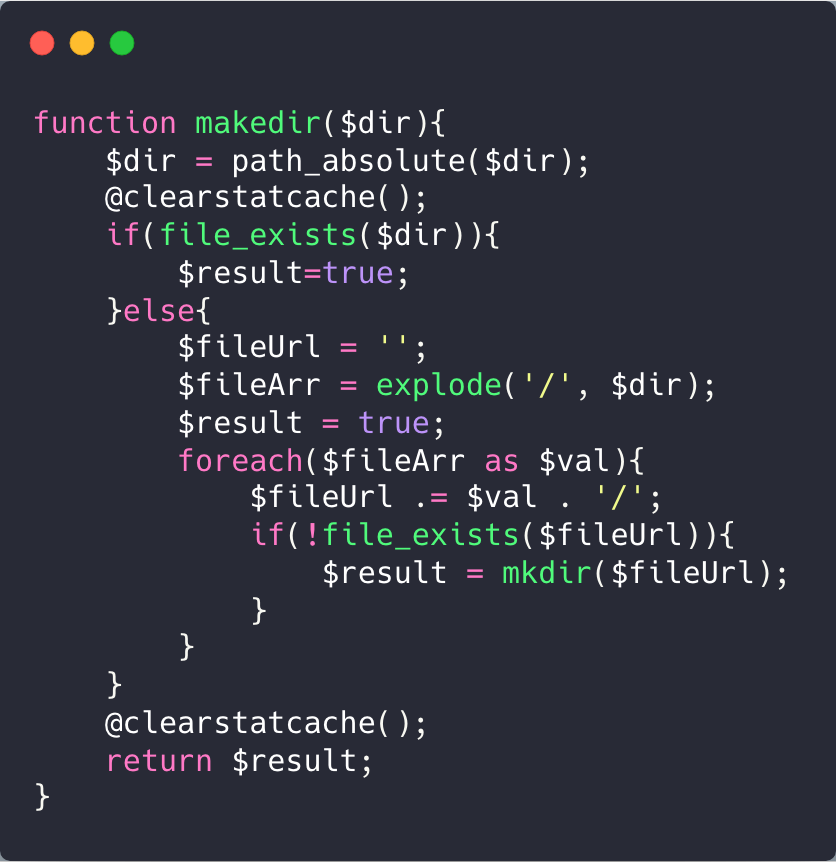 function makedir($dir){
    $dir = path_absolute($dir);
    @clearstatcache();
    if(file_exists($dir)){
        $result=true;
    }else{
        $fileUrl = '';
        $fileArr = explode('/', $dir);
        $result = true;
        foreach($fileArr as $val){
            $fileUrl .= $val . '/';
            if(!file_exists($fileUrl)){
                $result = mkdir($fileUrl);
            }
        }
    }
    @clearstatcache();
    return $result;
}